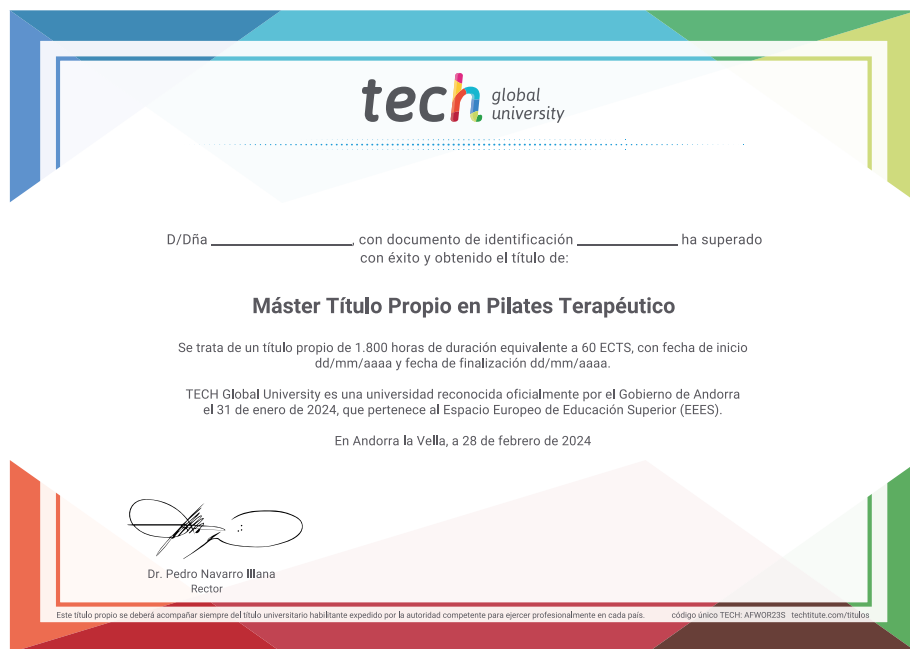 tech global university
D/Dña ____________, con documento de identificación ____________ ha superado
con éxito y obtenido el título de:
Máster Título Propio en Pilates Terapéutico
Se trata de un título propio de 1.800 horas de duración equivalente a 60 ECTS, con fecha de inicio
dd/mm/aaaa y fecha de finalización dd/mm/aaaa.
TECH Global University es una universidad reconocida oficialmente por el Gobierno de Andorra
el 31 de enero de 2024, que pertenece al Espacio Europeo de Educación Superior (EEES).
En Andorra la Vella, a 28 de febrero de 2024
Dr. Pedro Navarro Illana
Rector
Este título propio se deberá acompañar siempre del título universitario habilitante expedido por la autoridad competente para ejercer profesionalmente en cada país. código único TECH: AFWOR23S techtitute.com/titulos